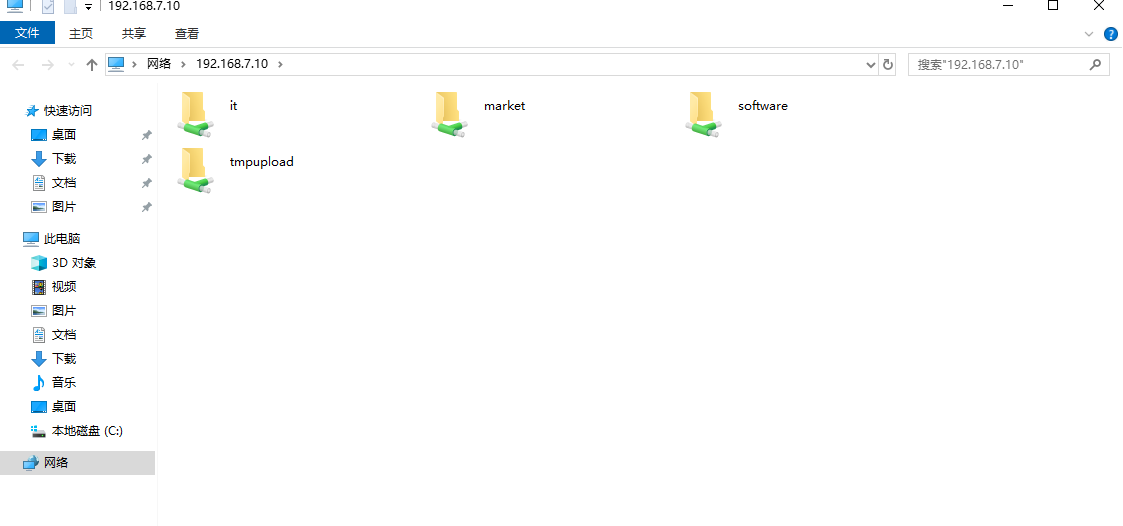 192.168.7.10
文件 主页 共享 查看
网络 192.168.7.10 搜索"192.168.7.10"
快速访问
桌面
下载
文档
图片
此电脑
3D 对象
视频
图片
文档
下载
音乐
桌面
本地磁盘 (C:)
网络
it market software
tmpupload